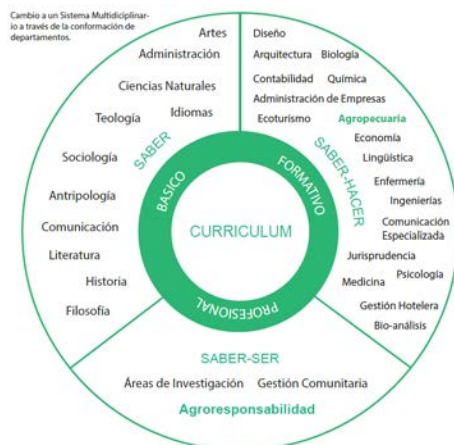 Cambio a un Sistema Multidiciplinar-
io a través de la conformación de
departamentos.
Artes
Administración
Ciencias Naturales
Idiomas
Teología
SABER
Sociología
Antripología
Comunicación
Literatura
Historia
Filosofía
Diseño
Arquitectura Biología
Contabilidad Química
Administración de Empresas
Ecoturismo Agropecuaria
Economía
SABER-HACER
Lingüística
Enfermería
Ingenierías
Comunicación
Especializada
Jurisprudencia
Psicología
Medicina
Gestión Hotelera
Bio-análisis
BASICO
FORMATIVO
PROFESIONAL
CURRICULUM
SABER-SER
Áreas de Investigación Gestión Comunitaria
Agroresponsabilidad